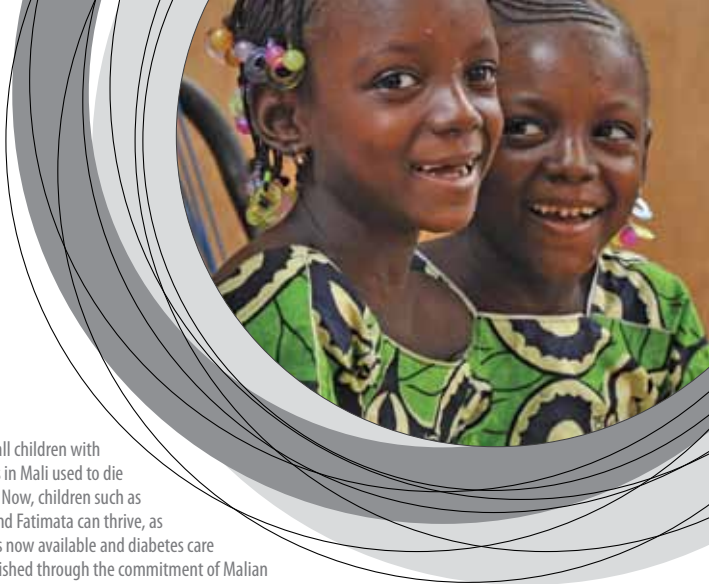 all children with
in Mali used to die
Now, children such as
nd Fatimata can thrive, as
s now available and diabetes care
ished through the commitment of Malian